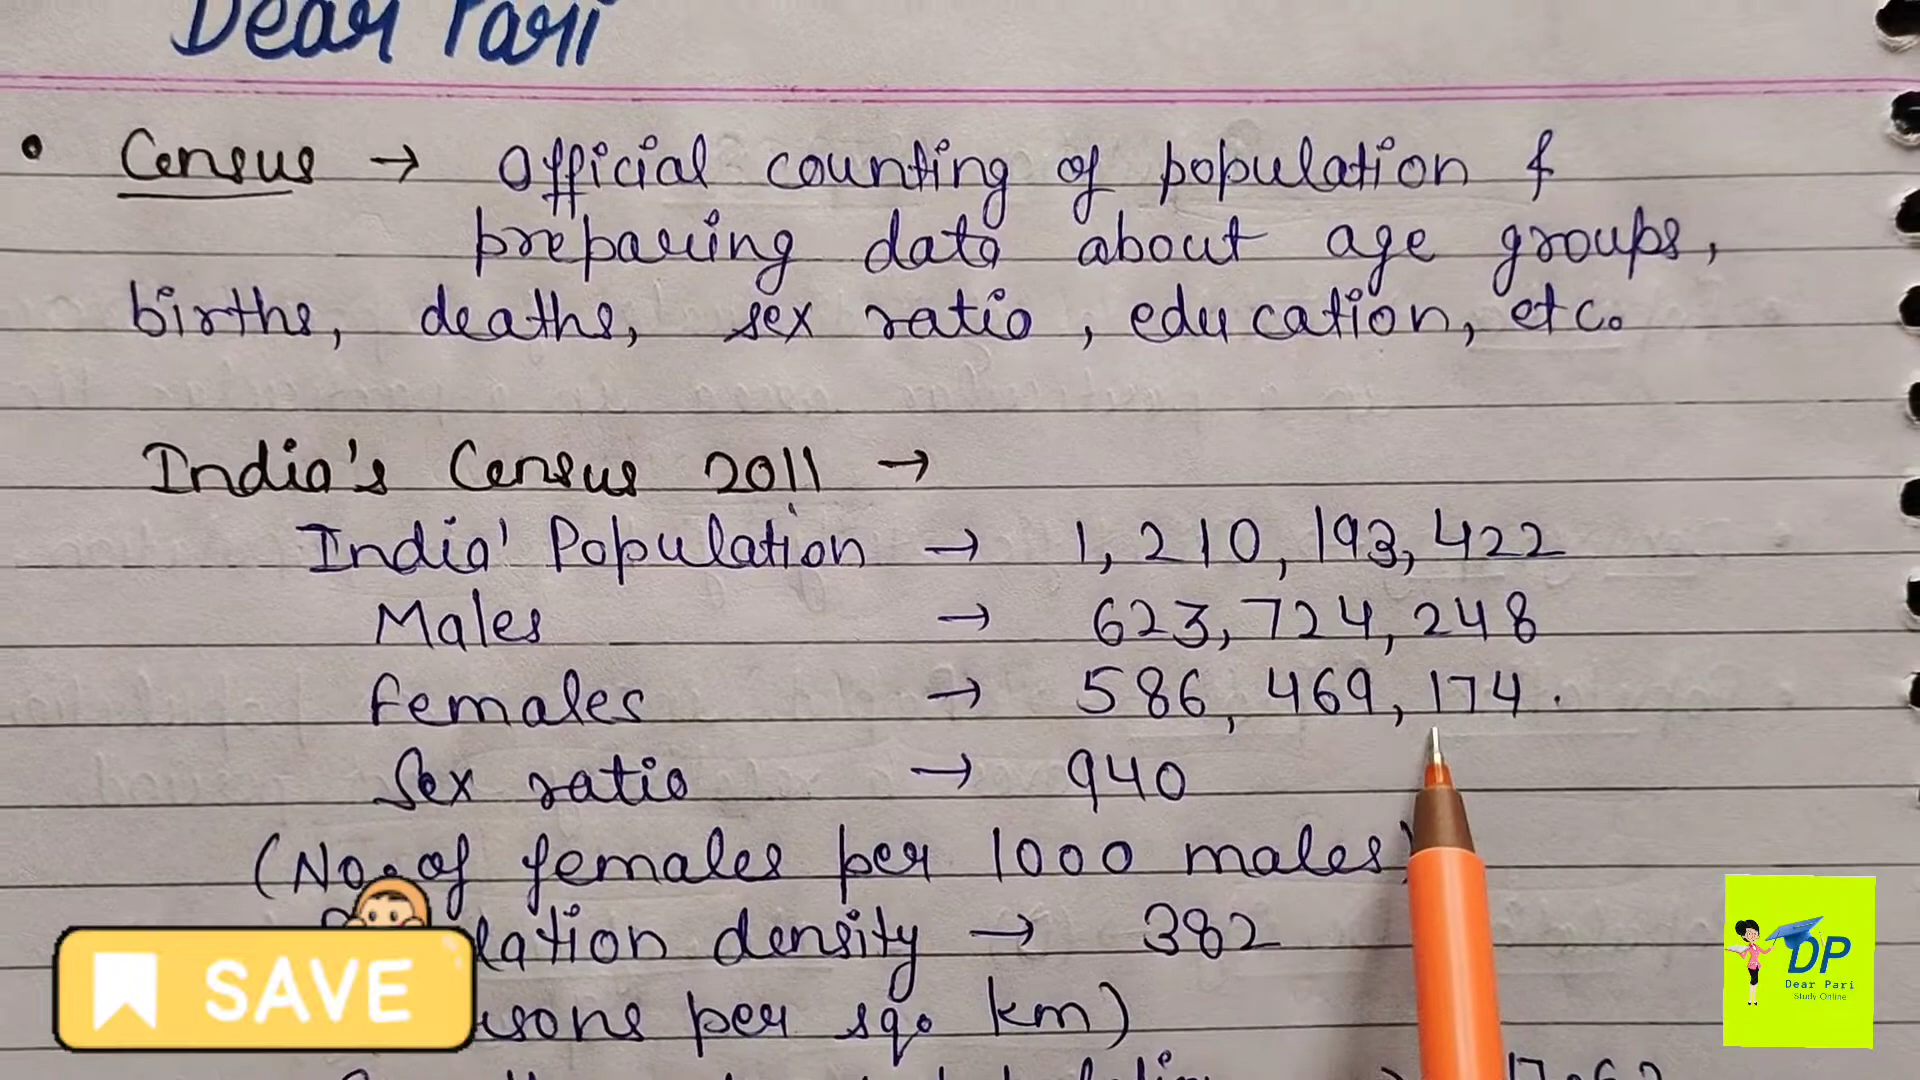 Dear Pari
• Census → Official counting of population &
preparing data about age groups,
births, deaths, sex ratio, education, etc.
India's Census 2011 →
India' Population → 1,210,193,422
Males → 623,724,248
Females → 586,469,174.
Sex ratio → 940
(No. of females per 1000 males)
lation density → 382
sons per sq. km)
SAVE
DP
Dear Pari
Study Online